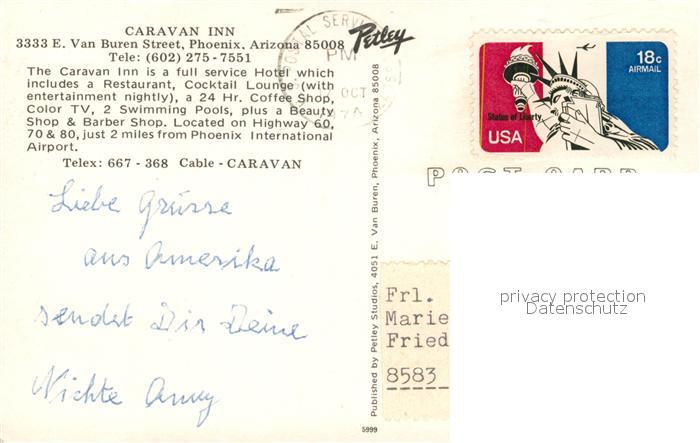 CARAVAN INN
3333 E. Van Buren Street, Phoenix, Arizona 85008
Tele: (602) 275-7551
The Caravan Inn is a full service Hotel which
includes a Restaurant, Cocktail Lounge (with
entertainment nightly), a 24 Hr. Coffee Shop,
Color TV, 2 Swimming Pools, plus a Beauty
Shop & Barber Shop. Located on Highway 60,
70 & 80, just 2 miles from Phoenix International
Airport.
Telex: 667-368 Cable-CARAVAN
Liebe Grüsse
aus Amerika
sendet Dir Deine
Nichte Amy
Petley
POSTAL SERVICE
PM
OCT
18c
AIRMAIL
Statue of Liberty
USA
POST CARD
Published by Petley Studios, 4051 E. Van Buren, Phoenix, Arizona 85008
5999
Frl.
Marie
Fried
8583
privacy protection
Datenschutz